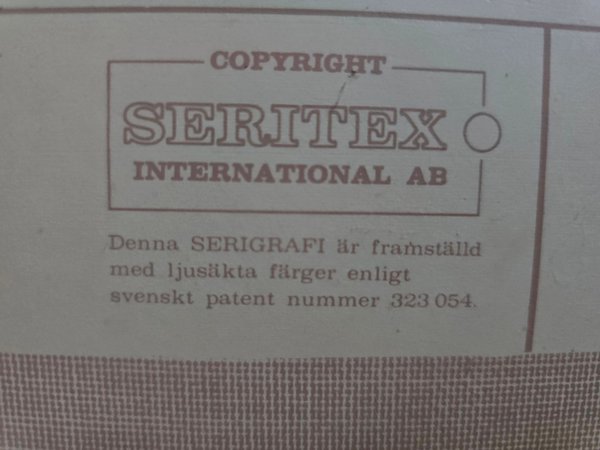 COPYRIGHT
SERITEX
INTERNATIONAL AB
Denna SERIGRAFI är framställd
med ljusäkta färger enligt
svenskt patent nummer 323 054.